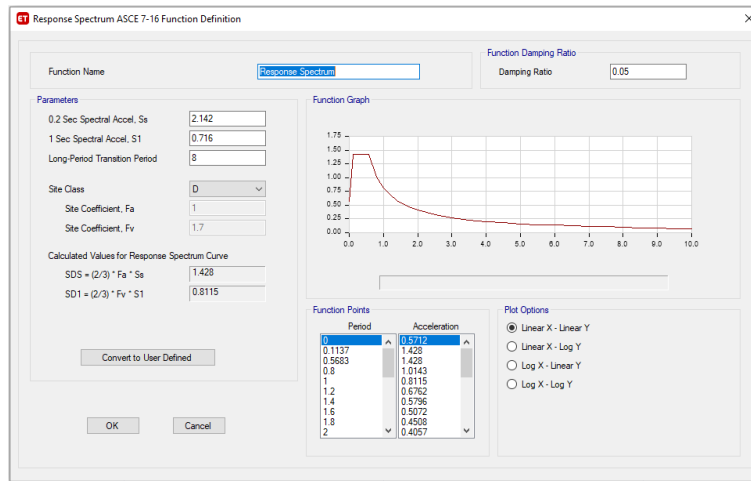 ET Response Spectrum ASCE 7-16 Function Definition
Function Name
Response Spectrum
Function Damping Ratio
Damping Ratio
0.05
Parameters
0.2 Sec Spectral Accel, Ss
2.142
1 Sec Spectral Accel, S1
0.716
Long-Period Transition Period
8
Site Class
D
Site Coefficient, Fa
1
Site Coefficient, Fv
1.7
Calculated Values for Response Spectrum Curve
SDS = (2/3) * Fa * Ss
1.428
SD1 = (2/3) * Fv * S1
0.8115
Convert to User Defined
OK
Cancel
Function Graph
1.75
1.50
1.25
1.00
0.75
0.50
0.25
0.00
0.0 1.0 2.0 3.0 4.0 5.0 6.0 7.0 8.0 9.0 10.0
Function Points
Period Acceleration
0 0.5712
0.1137 1.428
0.5683 1.428
0.8 1.0143
1 0.8115
1.2 0.6762
1.4 0.5796
1.6 0.5072
1.8 0.4508
2 0.4057
Plot Options
Linear X - Linear Y
Linear X - Log Y
Log X - Linear Y
Log X - Log Y